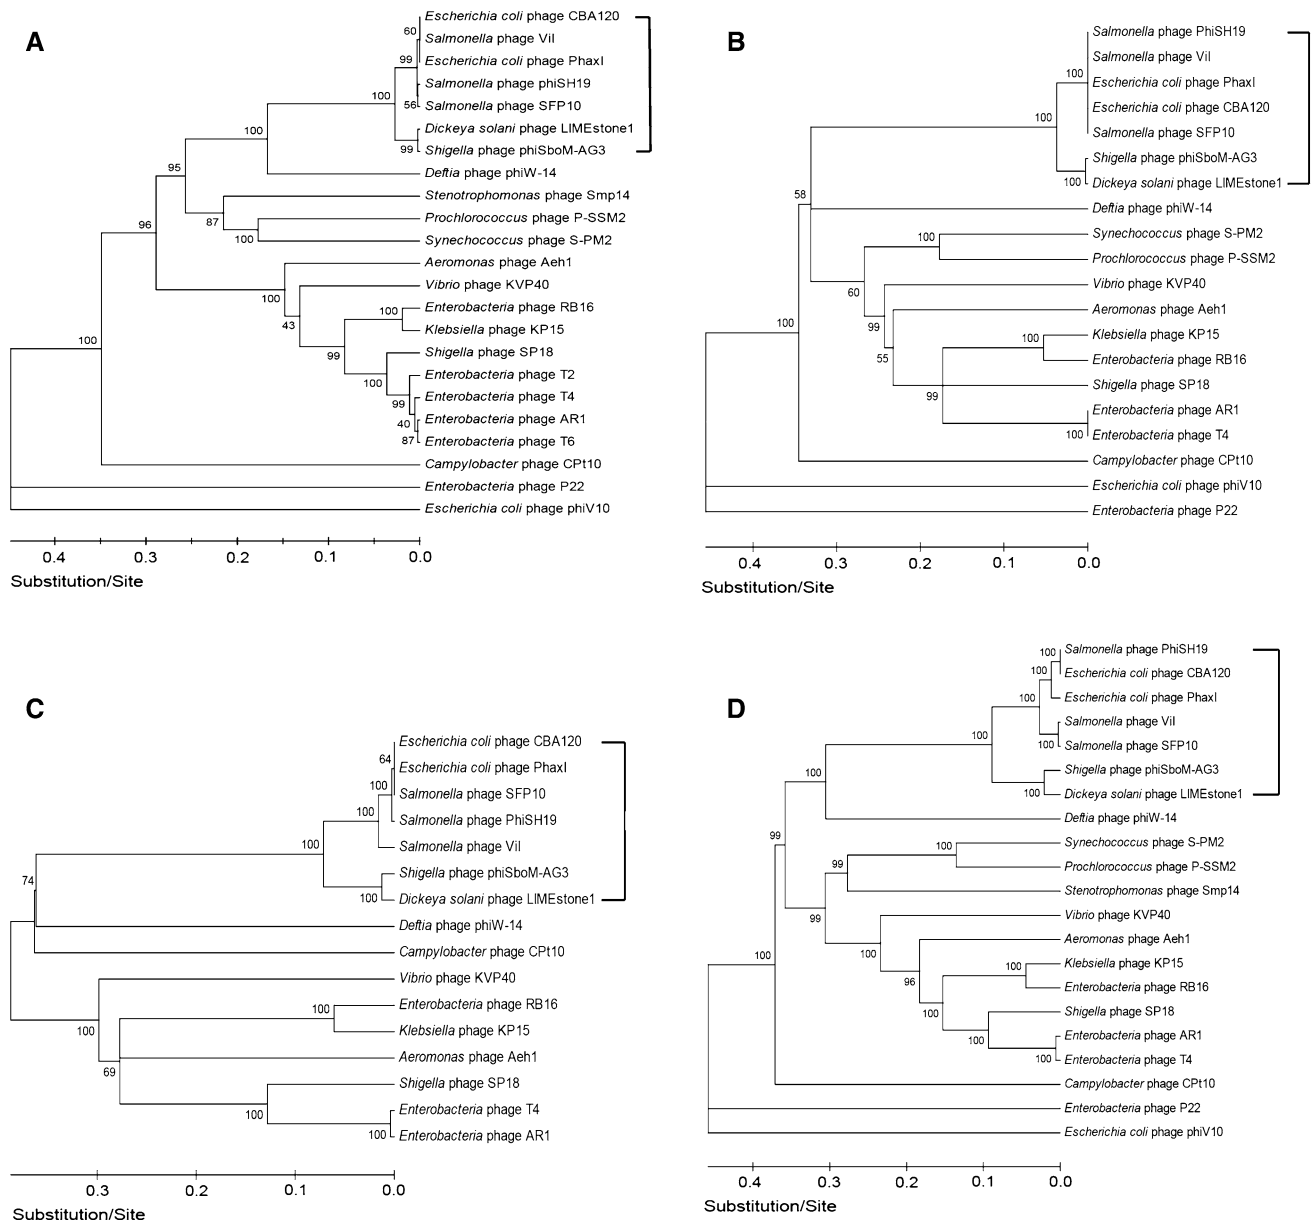 A
Escherichia coli phage CBA120
60
Salmonella phage ViI
99
Escherichia coli phage PhaxI
100
Salmonella phage phiSH19
56
Salmonella phage SFP10
100
Dickeya solani phage LIMEstone1
99
Shigella phage phiSboM-AG3
95
Deftia phage phiW-14
Stenotrophomonas phage Smp14
87
Prochlorococcus phage P-SSM2
96
100
Synechococcus phage S-PM2
Aeromonas phage Aeh1
100
Vibrio phage KVP40
43
100
Enterobacteria phage RB16
Klebsiella phage KP15
100
99
Shigella phage SP18
100
Enterobacteria phage T2
99
Enterobacteria phage T4
40
Enterobacteria phage AR1
87
Enterobacteria phage T6
Campylobacter phage CPt10
Enterobacteria phage P22
Escherichia coli phage phiV10
0.4 0.3 0.2 0.1 0.0
Substitution/Site
B
Salmonella phage PhiSH19
Salmonella phage ViI
100
Escherichia coli phage PhaxI
Escherichia coli phage CBA120
100
Salmonella phage SFP10
Shigella phage phiSboM-AG3
100
Dickeya solani phage LIMEstone1
58
Deftia phage phiW-14
100
Synechococcus phage S-PM2
Prochlorococcus phage P-SSM2
60
Vibrio phage KVP40
99
Aeromonas phage Aeh1
100
100
Klebsiella phage KP15
55
Enterobacteria phage RB16
Shigella phage SP18
99
Enterobacteria phage AR1
100
Enterobacteria phage T4
Campylobacter phage CPt10
Escherichia coli phage phiV10
Enterobacteria phage P22
0.4 0.3 0.2 0.1 0.0
Substitution/Site
C
Escherichia coli phage CBA120
64
Escherichia coli phage PhaxI
100
Salmonella phage SFP10
100
Salmonella phage PhiSH19
100
Salmonella phage ViI
Shigella phage phiSboM-AG3
74
100
Dickeya solani phage LIMEstone1
Deftia phage phiW-14
Campylobacter phage CPt10
Vibrio phage KVP40
100
100
Enterobacteria phage RB16
Klebsiella phage KP15
Aeromonas phage Aeh1
69
Shigella phage SP18
100
Enterobacteria phage T4
100
Enterobacteria phage AR1
0.3 0.2 0.1 0.0
Substitution/Site
D
100
Salmonella phage PhiSH19
100
Escherichia coli phage CBA120
100
Escherichia coli phage PhaxI
Salmonella phage ViI
100
100
Salmonella phage SFP10
100
Shigella phage phiSboM-AG3
100
Dickeya solani phage LIMEstone1
Deftia phage phiW-14
99
100
Synechococcus phage S-PM2
99
Prochlorococcus phage P-SSM2
Stenotrophomonas phage Smp14
99
Vibrio phage KVP40
100
Aeromonas phage Aeh1
100
100
Klebsiella phage KP15
96
Enterobacteria phage RB16
100
Shigella phage SP18
100
Enterobacteria phage AR1
100
Enterobacteria phage T4
Campylobacter phage CPt10
Enterobacteria phage P22
Escherichia coli phage phiV10
0.4 0.3 0.2 0.1 0.0
Substitution/Site